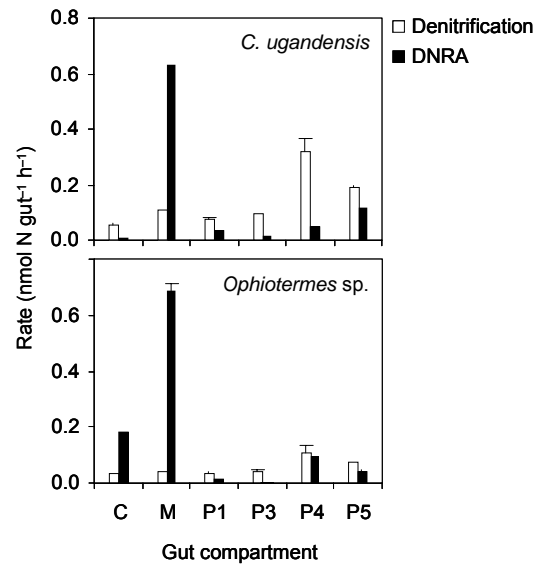 Denitrification
DNRA
C. ugandensis
0.8
0.6
0.4
0.2
0.0
Rate (nmol N gut⁻¹ h⁻¹)
Ophiotermes sp.
0.6
0.4
0.2
0.0
C M P1 P3 P4 P5
Gut compartment